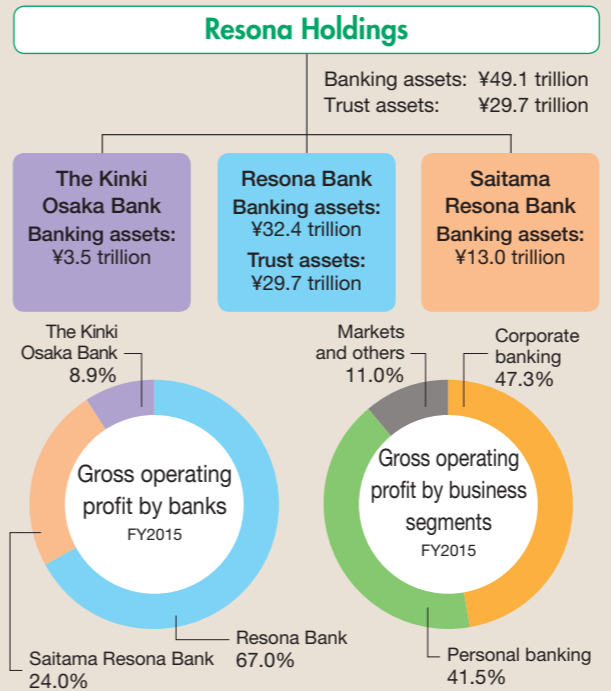 Resona Holdings
Banking assets: ¥49.1 trillion
Trust assets: ¥29.7 trillion
The Kinki
Osaka Bank
Banking assets:
¥3.5 trillion
Resona Bank
Banking assets:
¥32.4 trillion
Trust assets:
¥29.7 trillion
Saitama
Resona Bank
Banking assets:
¥13.0 trillion
The Kinki
Osaka Bank
8.9%
Gross operating
profit by banks
FY2015
Resona Bank
67.0%
Saitama Resona Bank
24.0%
Markets
and others
11.0%
Corporate
banking
47.3%
Gross operating
profit by business
segments
FY2015
Personal banking
41.5%